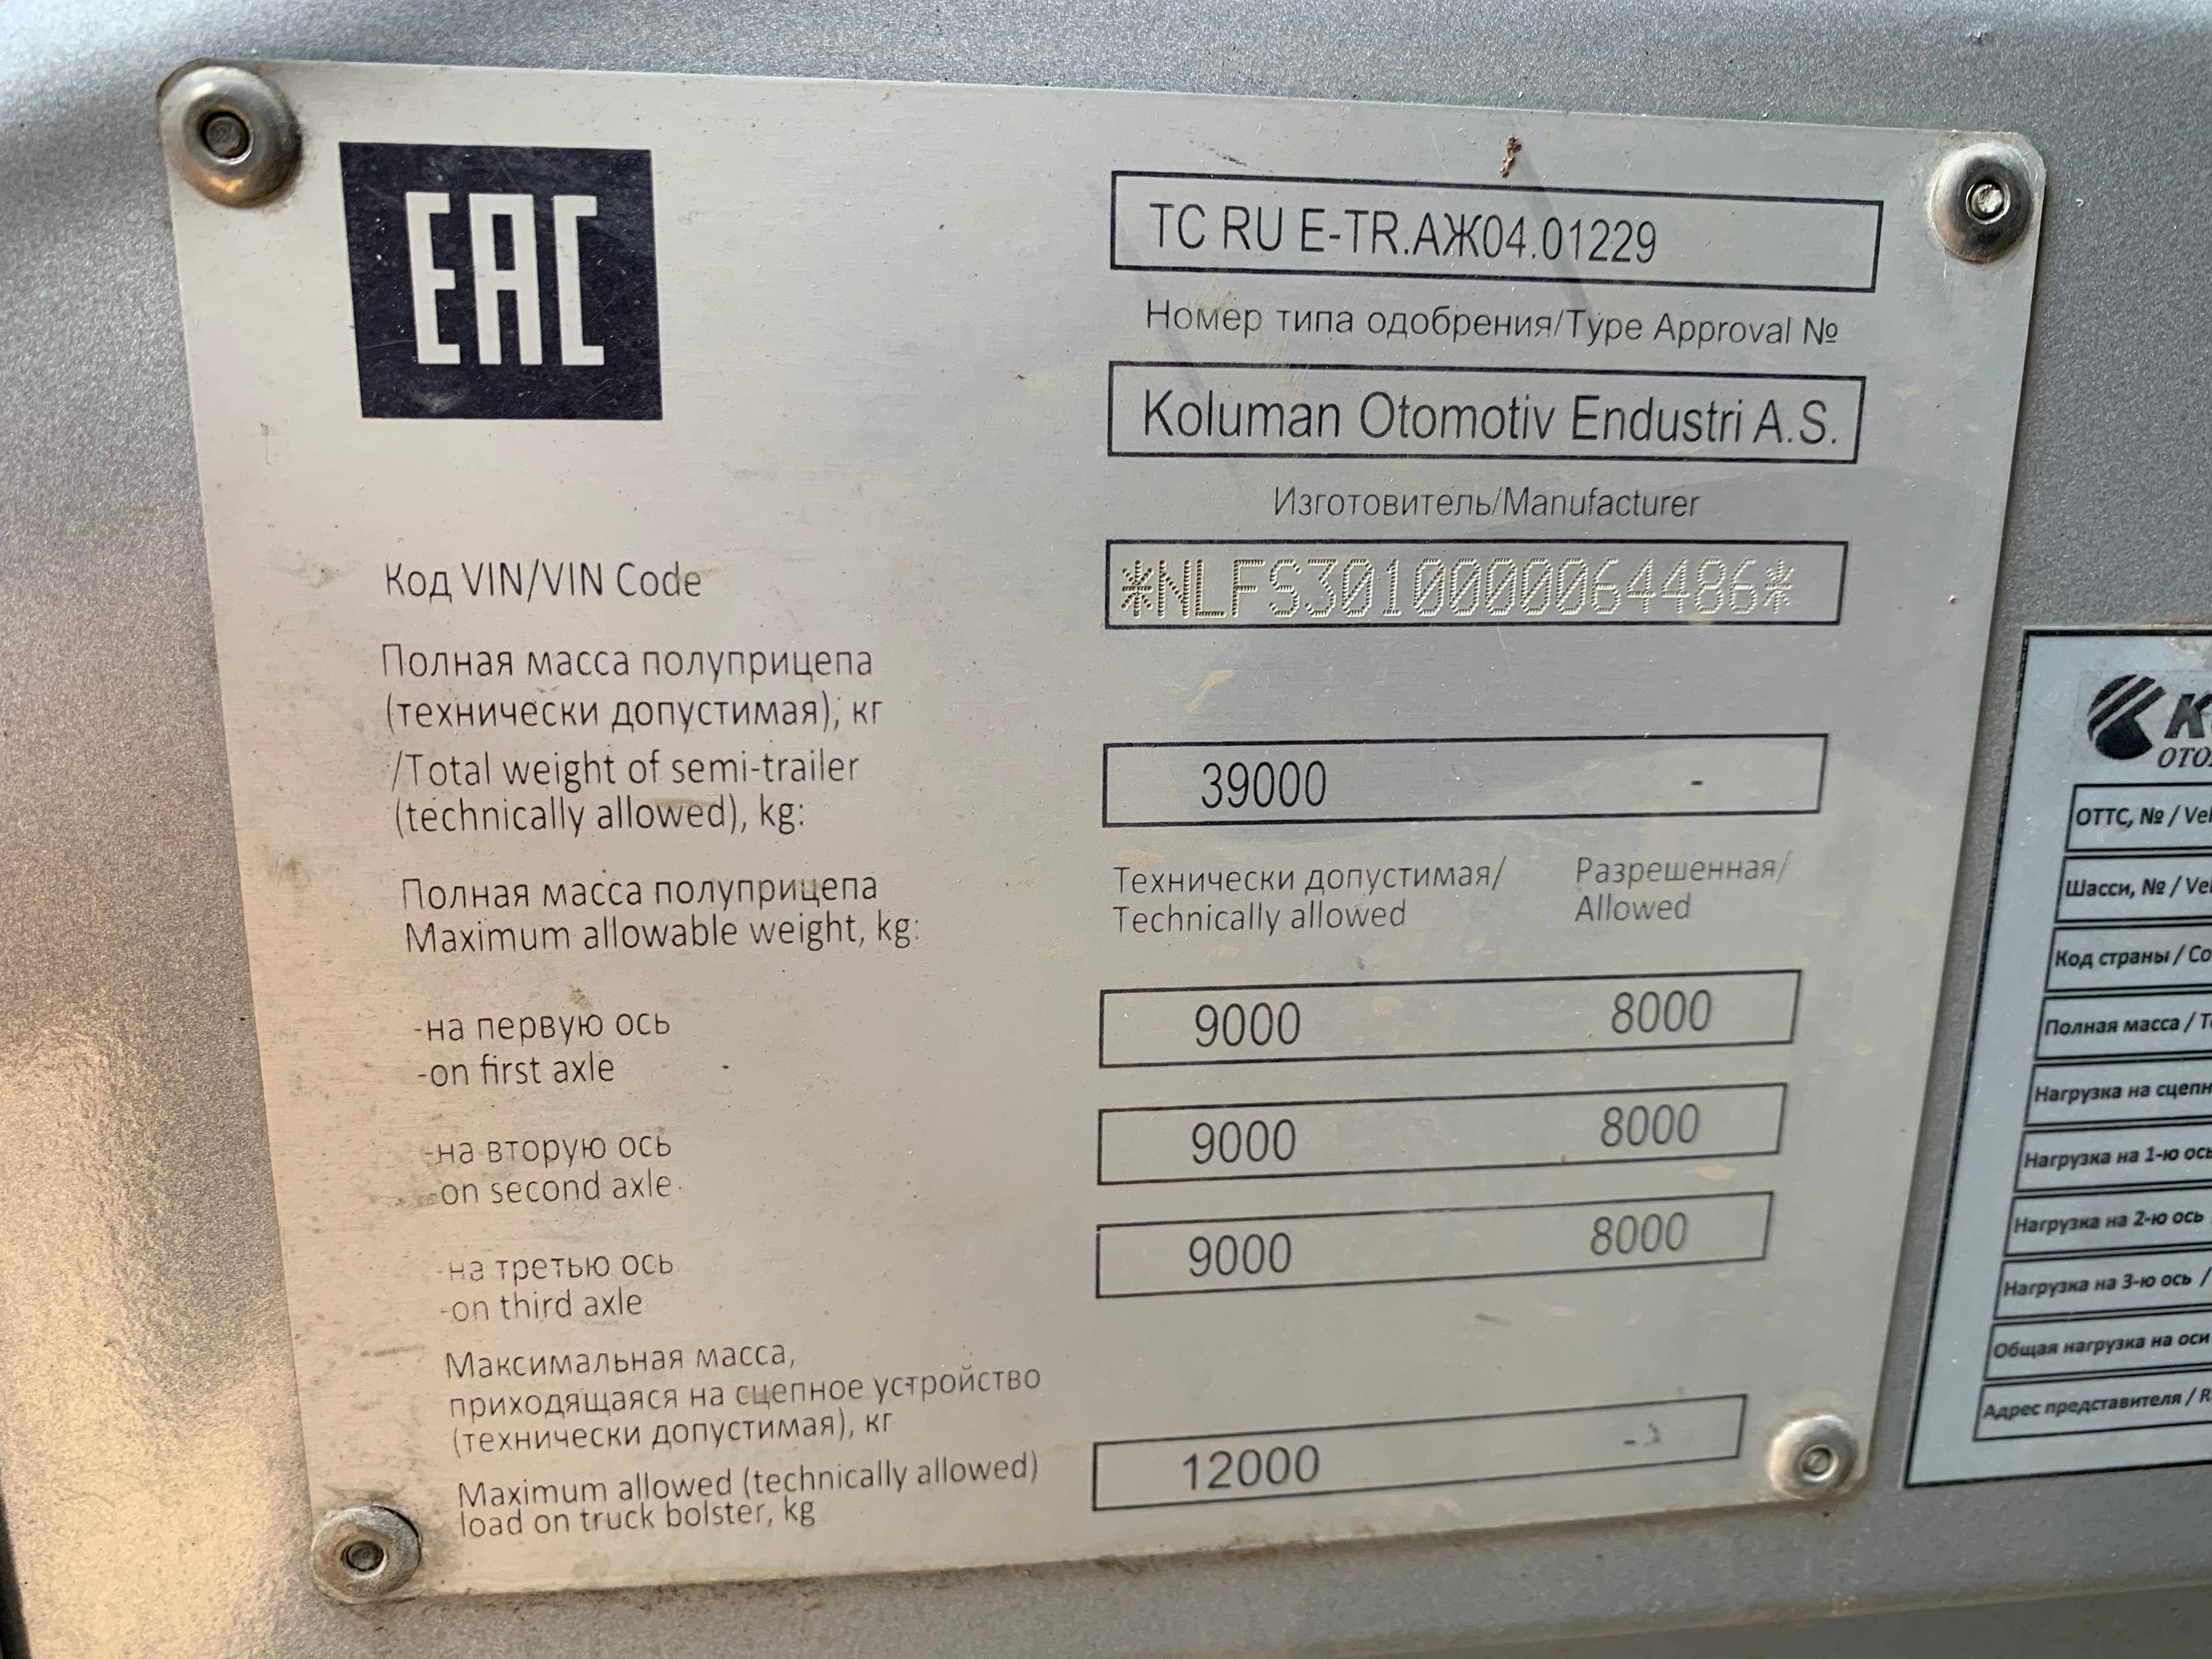 EAC
TC RU E-TR.АЖ04.01229
Номер типа одобрения/Type Approval №
Koluman Otomotiv Endustri A.S.
Изготовитель/Manufacturer
Код VIN/VIN Code
*NLFS3010000064486*
Полная масса полуприцепа
(технически допустимая), кг
/Total weight of semi-trailer
(technically allowed), kg:
39000 -
Полная масса полуприцепа
Maximum allowable weight, kg:
Технически допустимая/
Technically allowed
Разрешенная/
Allowed
-на первую ось
-on first axle
9000 8000
-на вторую ось
-on second axle
9000 8000
-на третью ось
-on third axle
9000 8000
Максимальная масса,
приходящаяся на сцепное устройство
(технически допустимая), кг
Maximum allowed (technically allowed)
load on truck bolster, kg
12000 -
ОТТС, № /
Шасси, № /
Код страны /
Полная масса /
Нагрузка на
Нагрузка на 1-ю ось
Нагрузка на 2-ю ось
Нагрузка на 3-ю ось /
Общая нагрузка на оси
Адрес представителя /